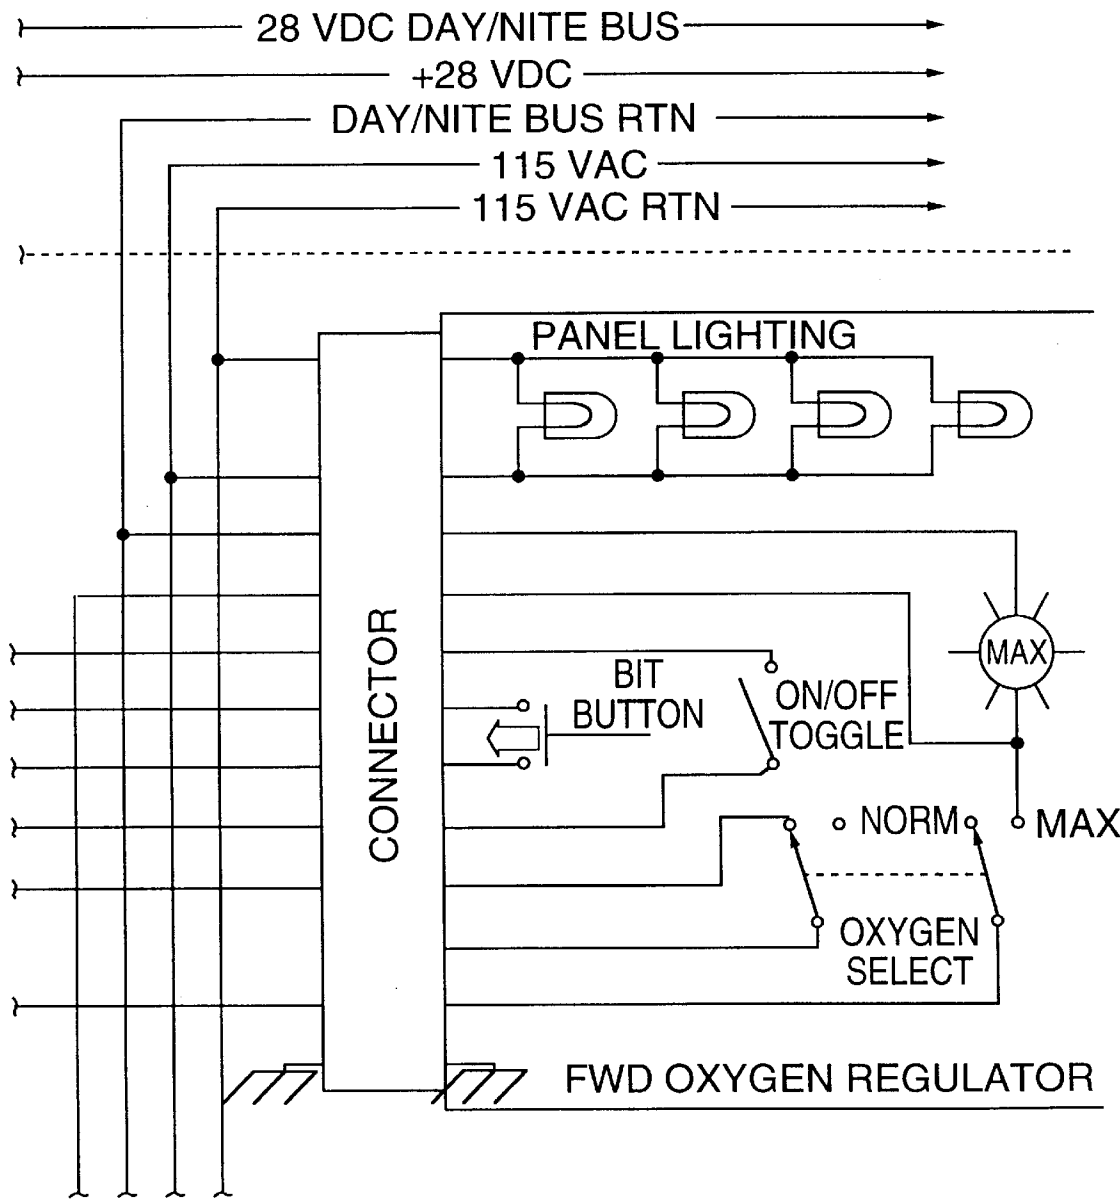 28 VDC DAY/NITE BUS
+28 VDC
DAY/NITE BUS RTN
115 VAC
115 VAC RTN
PANEL LIGHTING
CONNECTOR
MAX
BIT
BUTTON
ON/OFF
TOGGLE
NORM
MAX
OXYGEN
SELECT
FWD OXYGEN REGULATOR